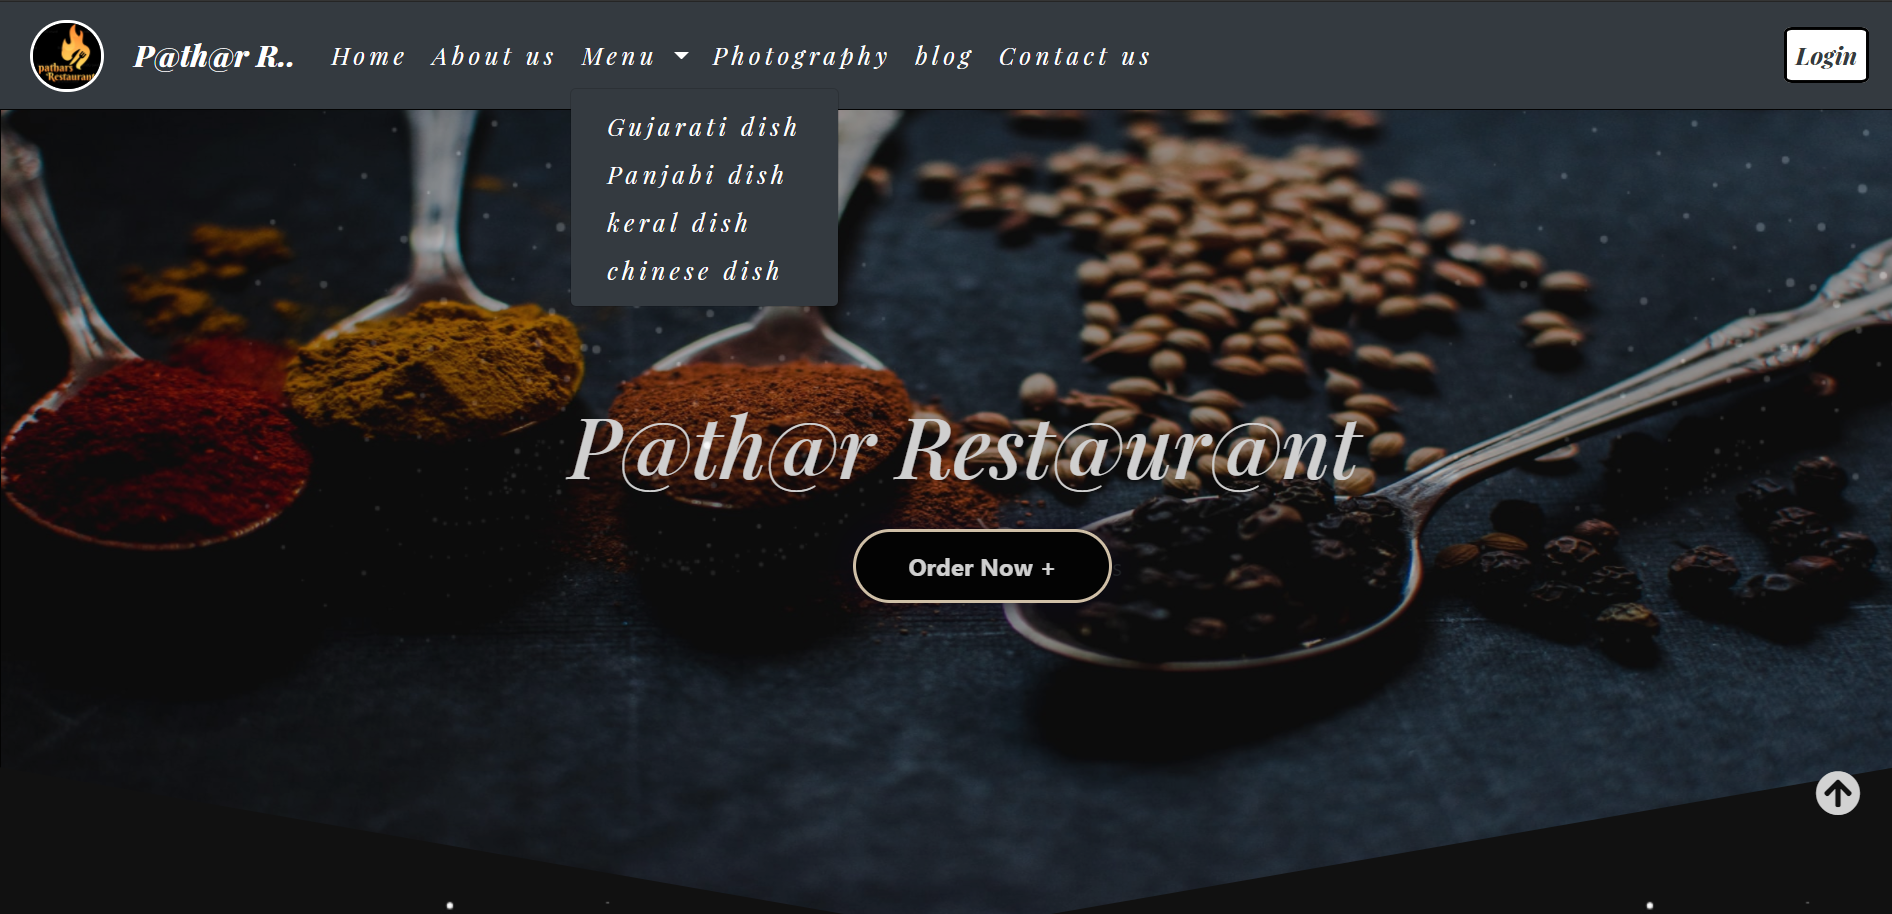 pathars
Restaurant
P@th@r R..
Home
About us
Menu
Photography
blog
Contact us
Login
Gujarati dish
Panjabi dish
keral dish
chinese dish
P@th@r Rest@ur@nt
Order Now +
s